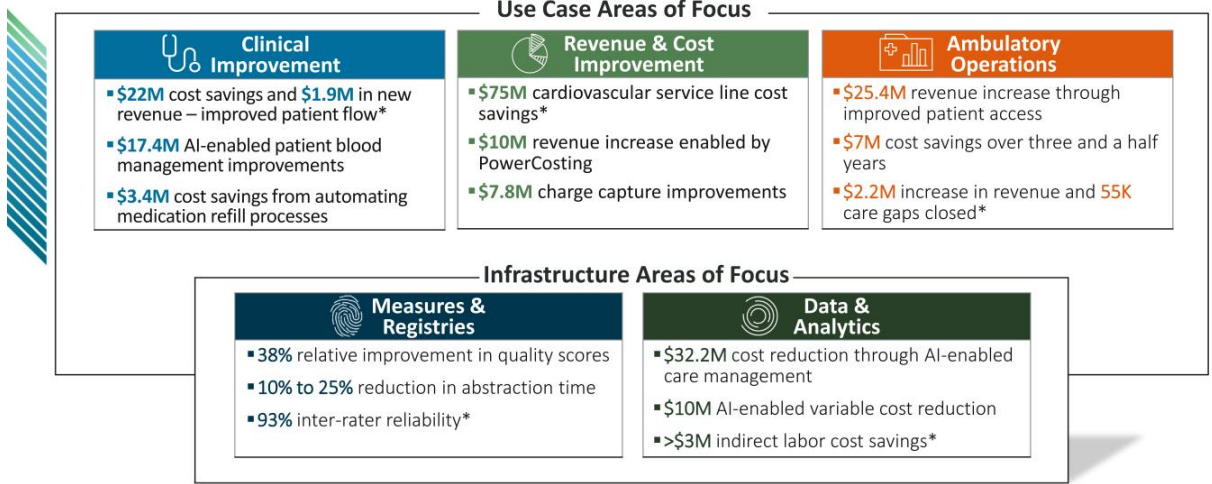 Use Case Areas of Focus
Clinical
Improvement
▪$22M cost savings and $1.9M in new
revenue – improved patient flow*
▪$17.4M AI-enabled patient blood
management improvements
▪$3.4M cost savings from automating
medication refill processes
Revenue & Cost
Improvement
▪$75M cardiovascular service line cost
savings*
▪$10M revenue increase enabled by
PowerCosting
▪$7.8M charge capture improvements
Ambulatory
Operations
▪$25.4M revenue increase through
improved patient access
▪$7M cost savings over three and a half
years
▪$2.2M increase in revenue and 55K
care gaps closed*
Infrastructure Areas of Focus
Measures &
Registries
▪38% relative improvement in quality scores
▪10% to 25% reduction in abstraction time
▪93% inter-rater reliability*
Data &
Analytics
▪$32.2M cost reduction through AI-enabled
care management
▪$10M AI-enabled variable cost reduction
▪>$3M indirect labor cost savings*